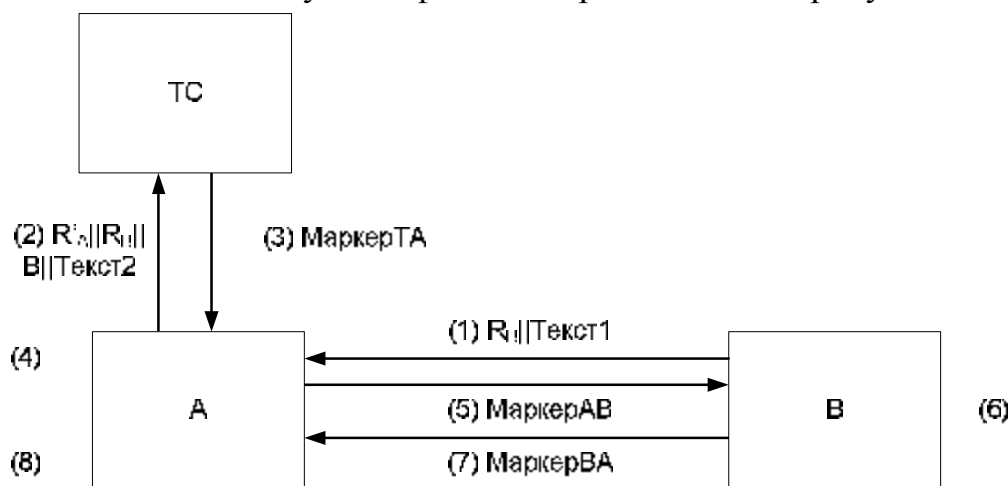 ТС
(2) R'A||RB||
B||Текст2
(3) МаркерТА
(1) RB||Текст1
(4)
A
(5) МаркерАВ
B
(6)
(8)
(7) МаркерВА